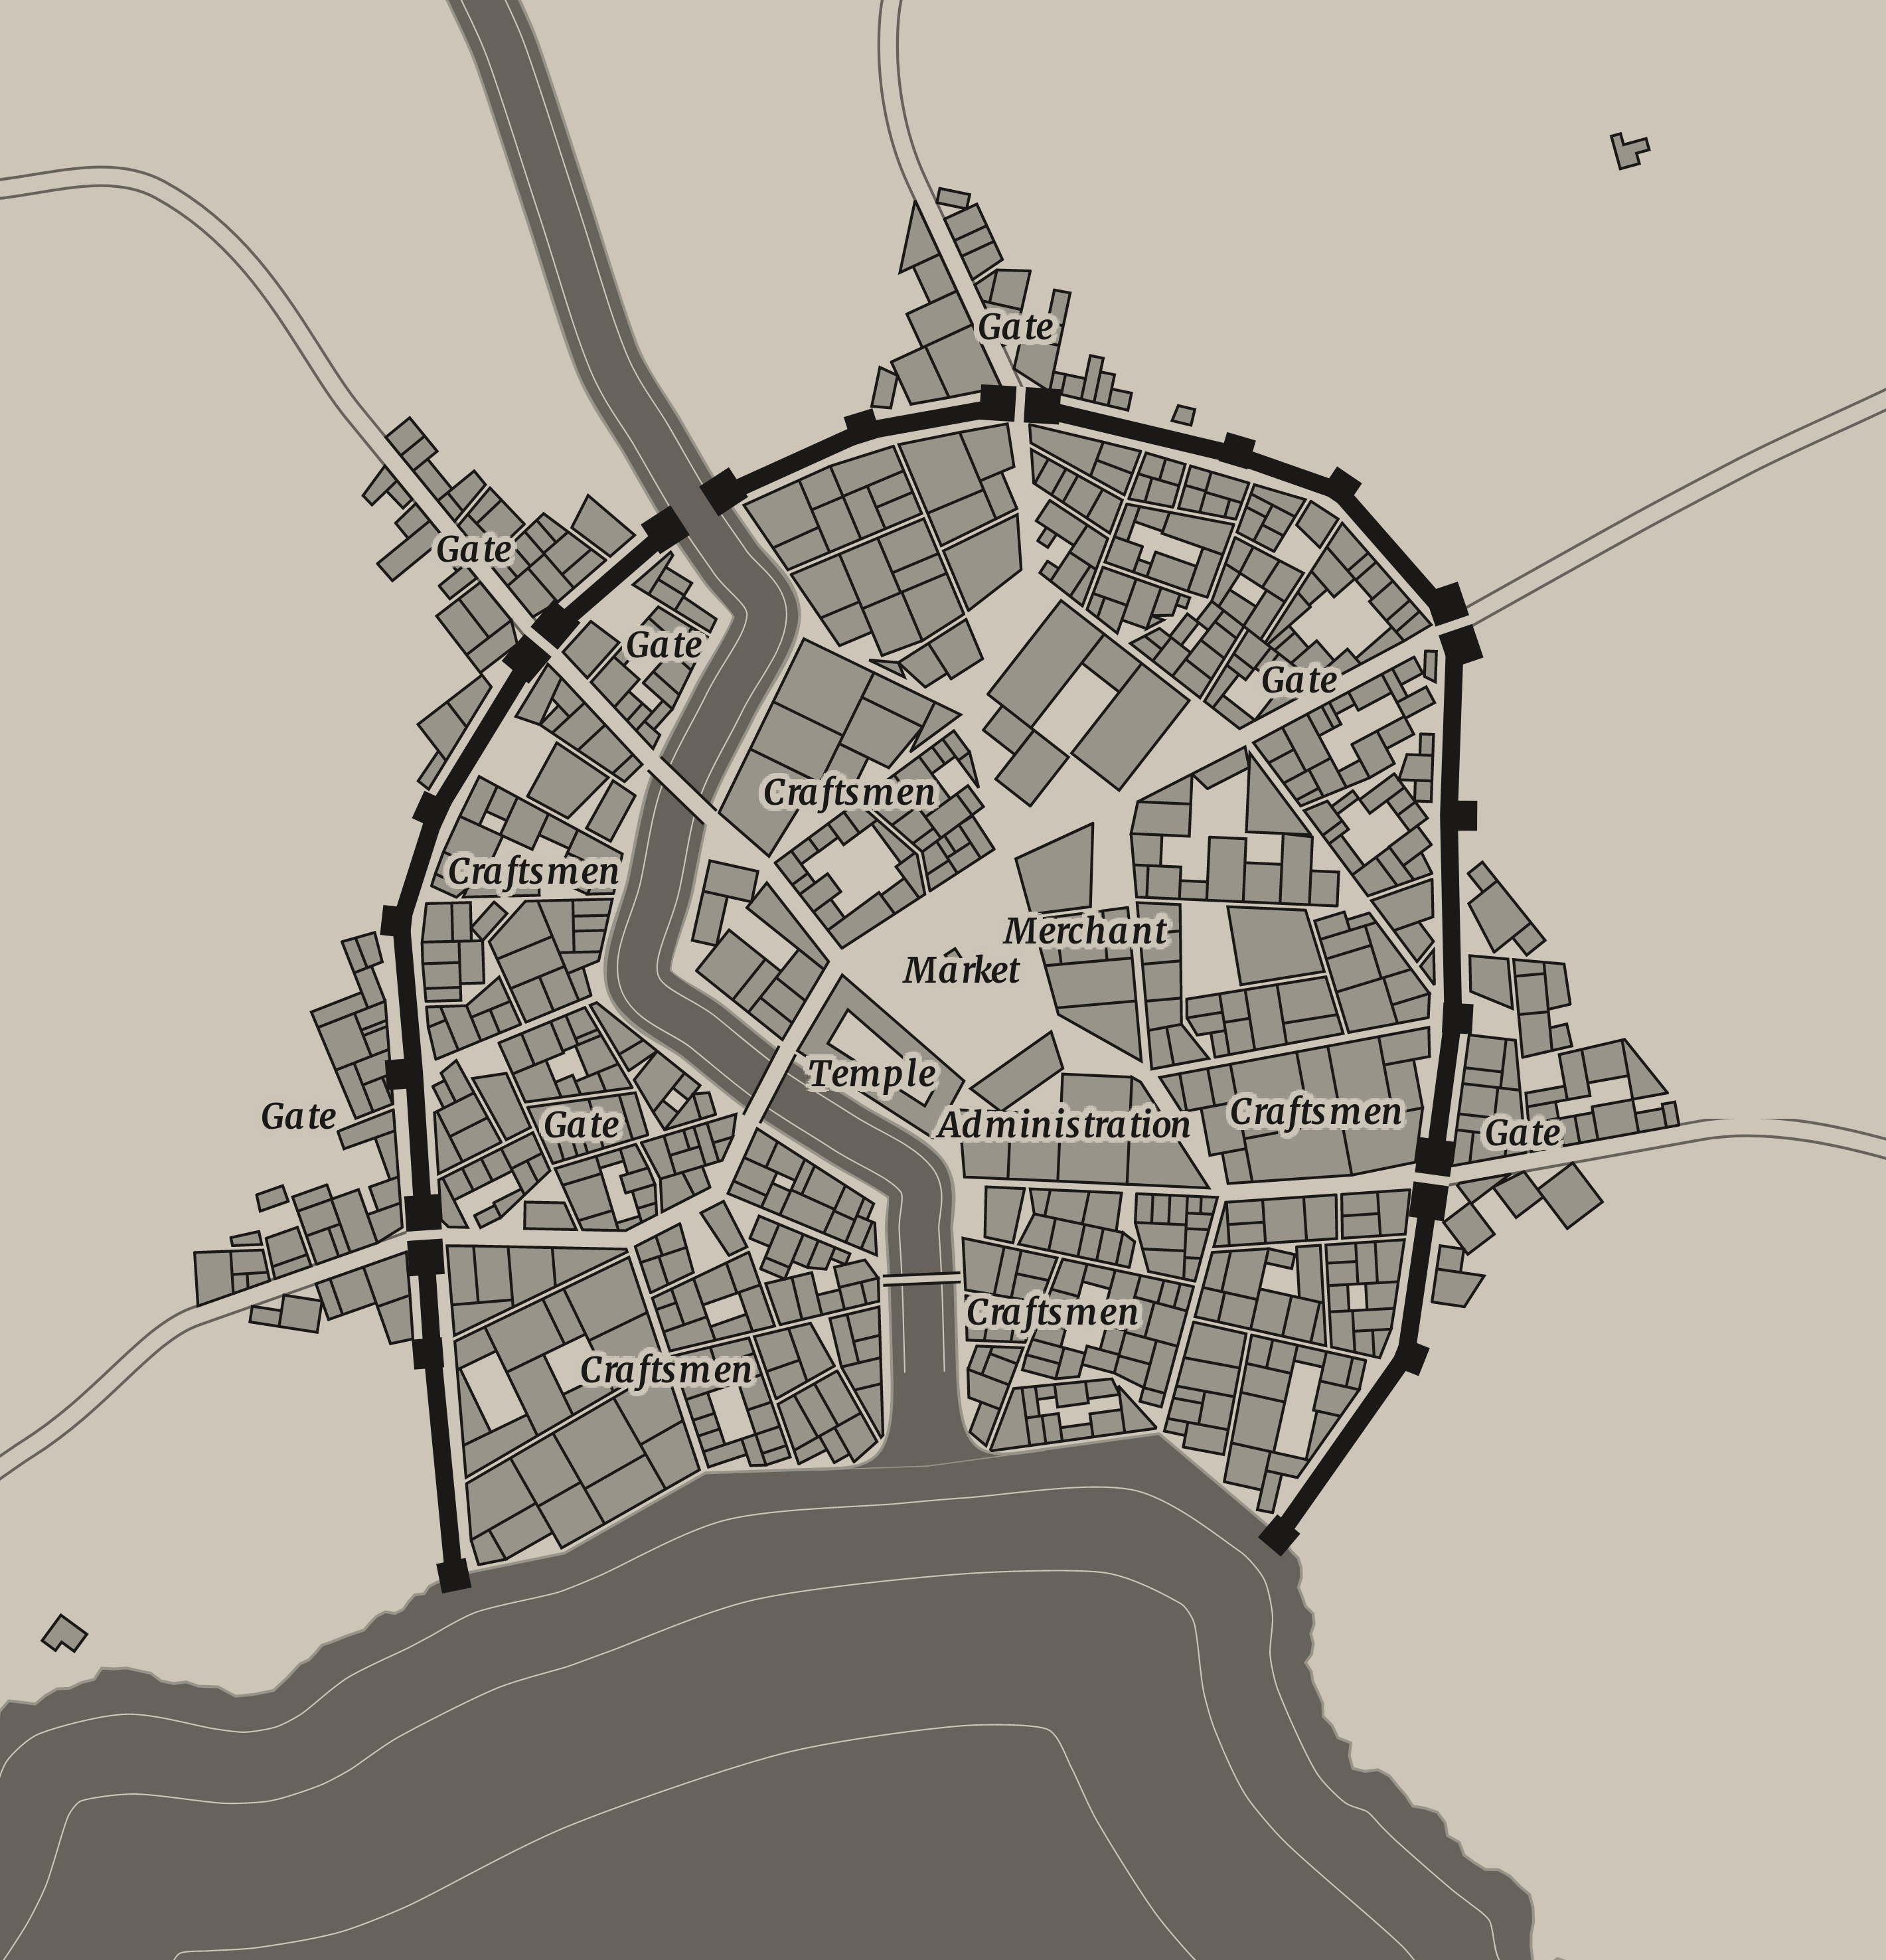 Gate
Gate
Gate
Gate
Craftsmen
Craftsmen
Merchant
Market
Temple
Gate
Gate
Administration
Craftsmen
Gate
Craftsmen
Craftsmen